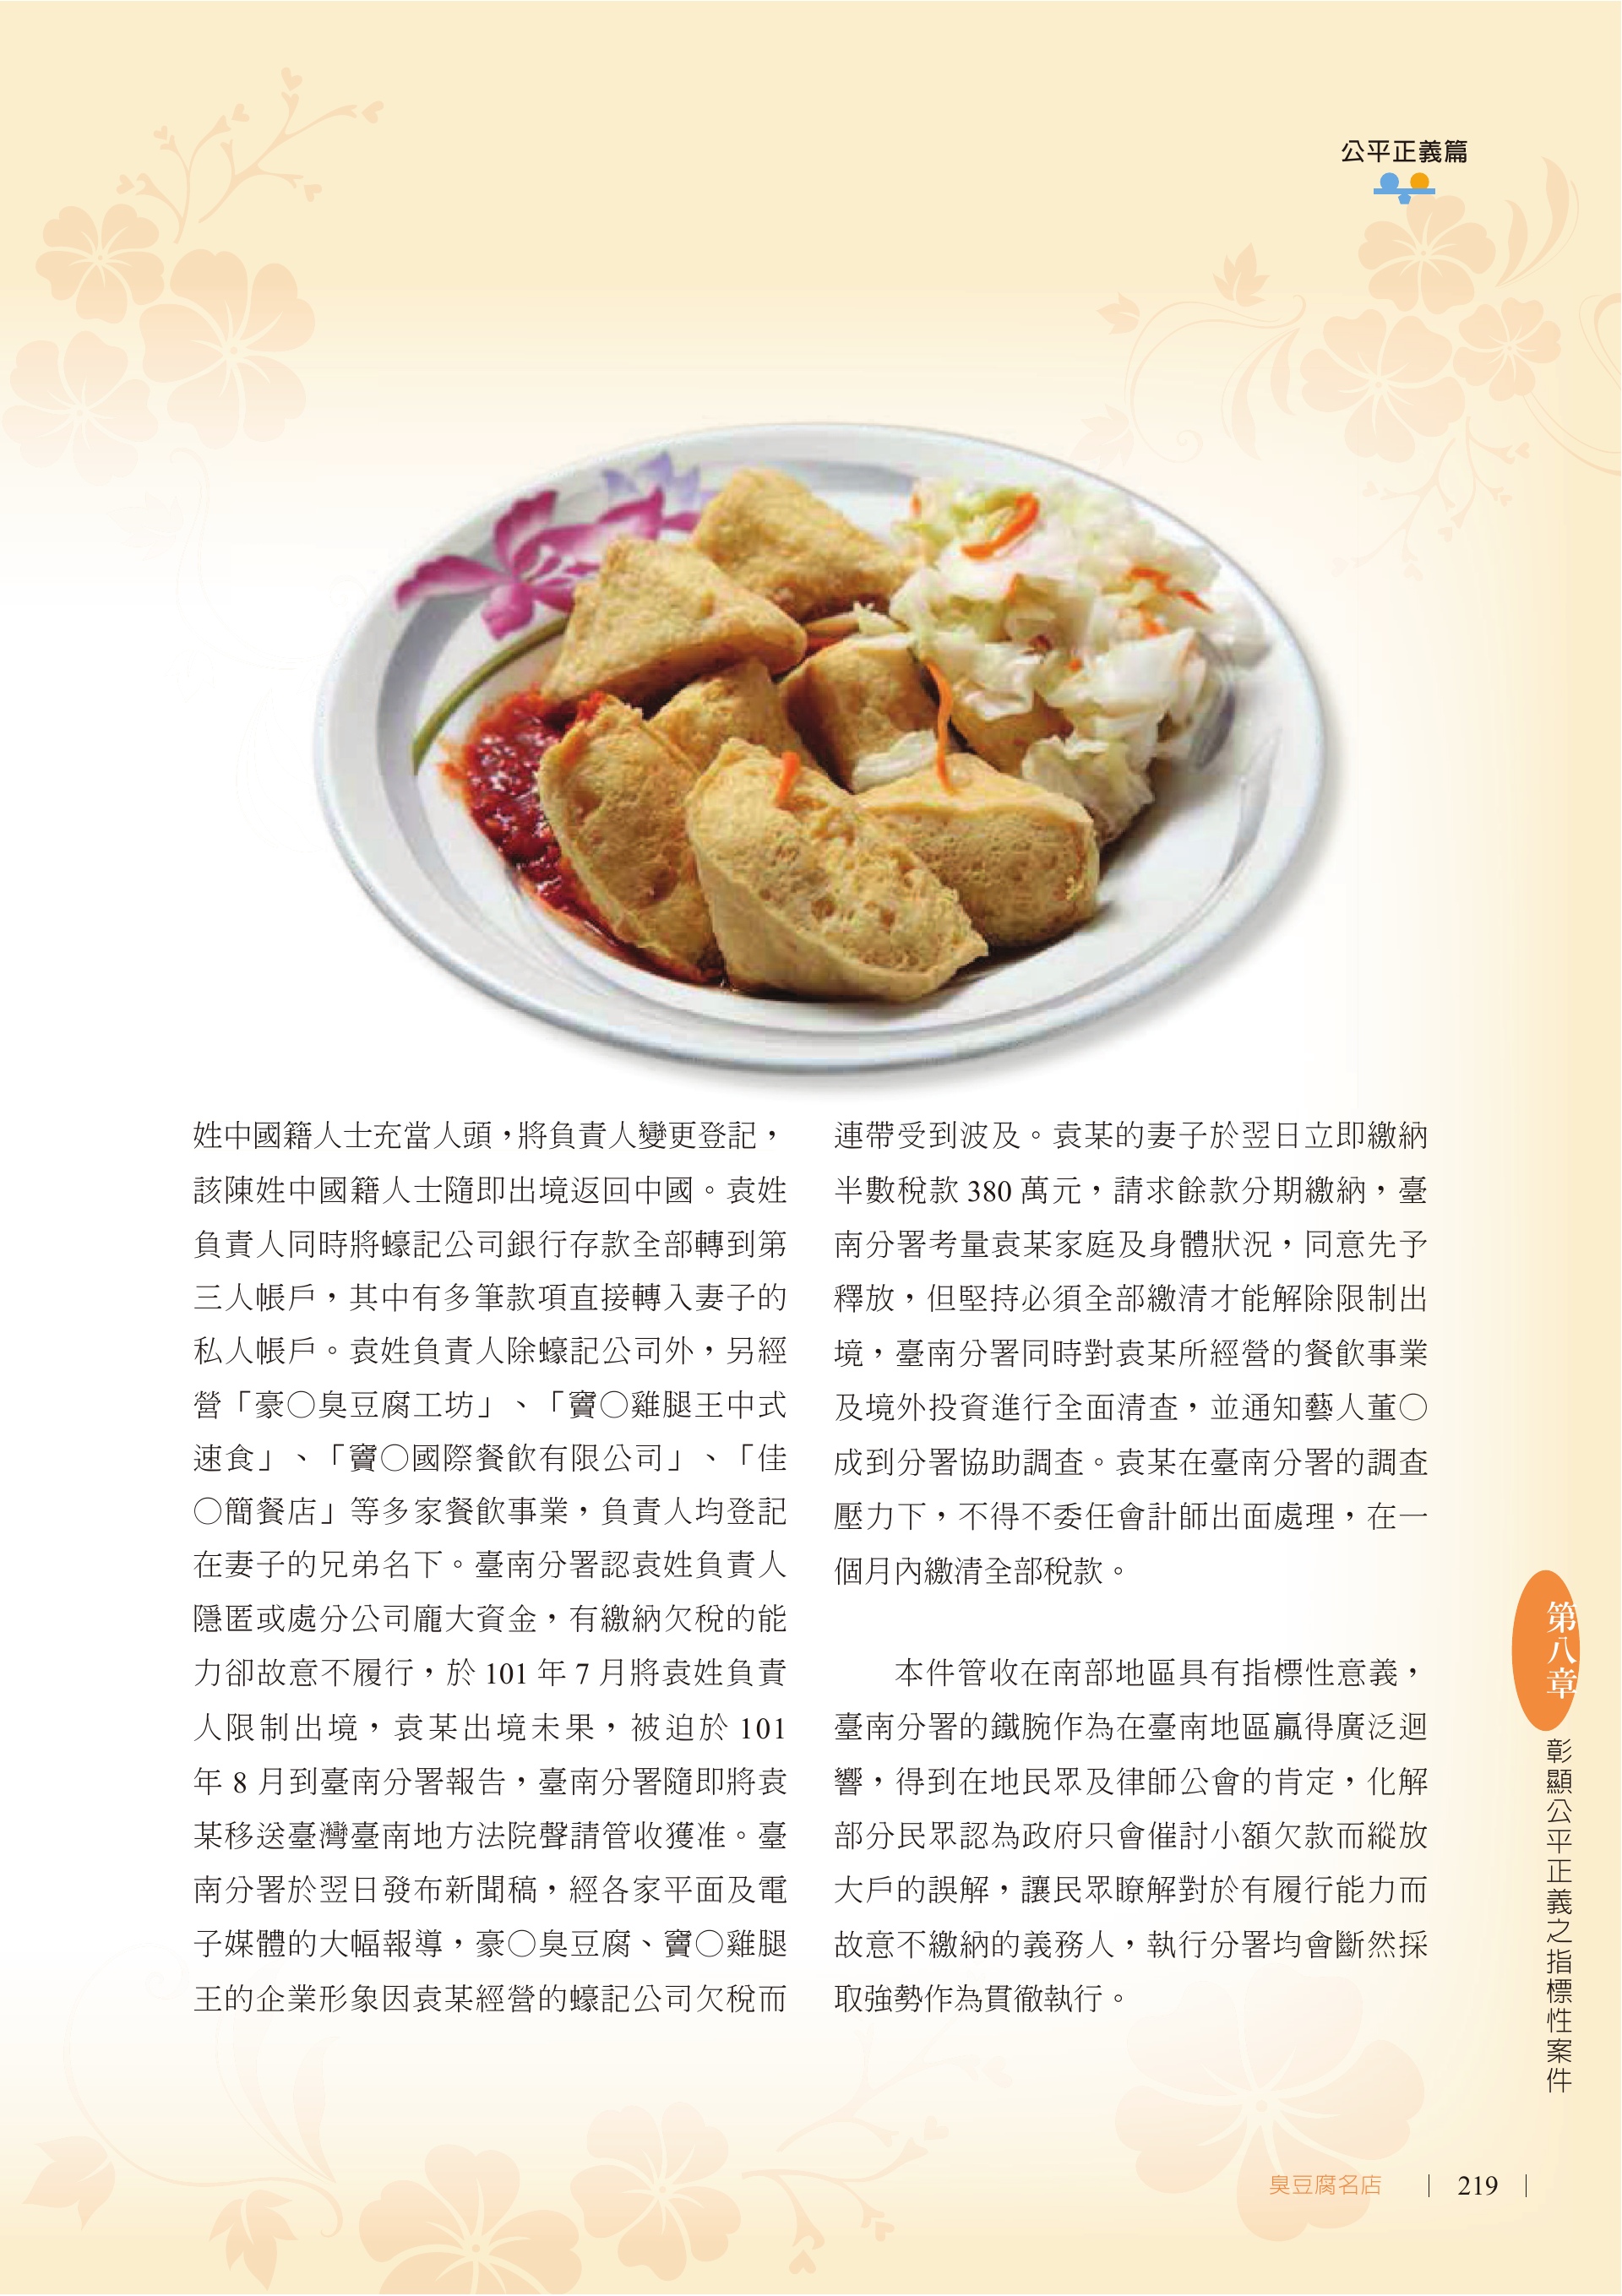 公平正義篇
姓中國籍人士充當人頭，將負責人變更登記，
該陳姓中國籍人士隨即出境返回中國。袁姓
負責人同時將蠔記公司銀行存款全部轉到第
三人帳戶，其中有多筆款項直接轉入妻子的
私人帳戶。袁姓負責人除蠔記公司外，另經
營「豪○臭豆腐工坊」、「竇○雞腿王中式
速食」、「竇○國際餐飲有限公司」、「佳
○簡餐店」等多家餐飲事業，負責人均登記
在妻子的兄弟名下。臺南分署認袁姓負責人
隱匿或處分公司龐大資金，有繳納欠稅的能
力卻故意不履行，於 101 年 7 月將袁姓負責
人限制出境，袁某出境未果，被迫於 101
年 8 月到臺南分署報告，臺南分署隨即將袁
某移送臺灣臺南地方法院聲請管收獲准。臺
南分署於翌日發布新聞稿，經各家平面及電
子媒體的大幅報導，豪○臭豆腐、竇○雞腿
王的企業形象因袁某經營的蠔記公司欠稅而
連帶受到波及。袁某的妻子於翌日立即繳納
半數稅款 380 萬元，請求餘款分期繳納，臺
南分署考量袁某家庭及身體狀況，同意先予
釋放，但堅持必須全部繳清才能解除限制出
境，臺南分署同時對袁某所經營的餐飲事業
及境外投資進行全面清查，並通知藝人董○
成到分署協助調查。袁某在臺南分署的調查
壓力下，不得不委任會計師出面處理，在一
個月內繳清全部稅款。
本件管收在南部地區具有指標性意義，
臺南分署的鐵腕作為在臺南地區贏得廣泛迴
響，得到在地民眾及律師公會的肯定，化解
部分民眾認為政府只會催討小額欠款而縱放
大戶的誤解，讓民眾瞭解對於有履行能力而
故意不繳納的義務人，執行分署均會斷然採
取強勢作為貫徹執行。
第八章
彰顯公平正義之指標性案件
臭豆腐名店 | 219 |